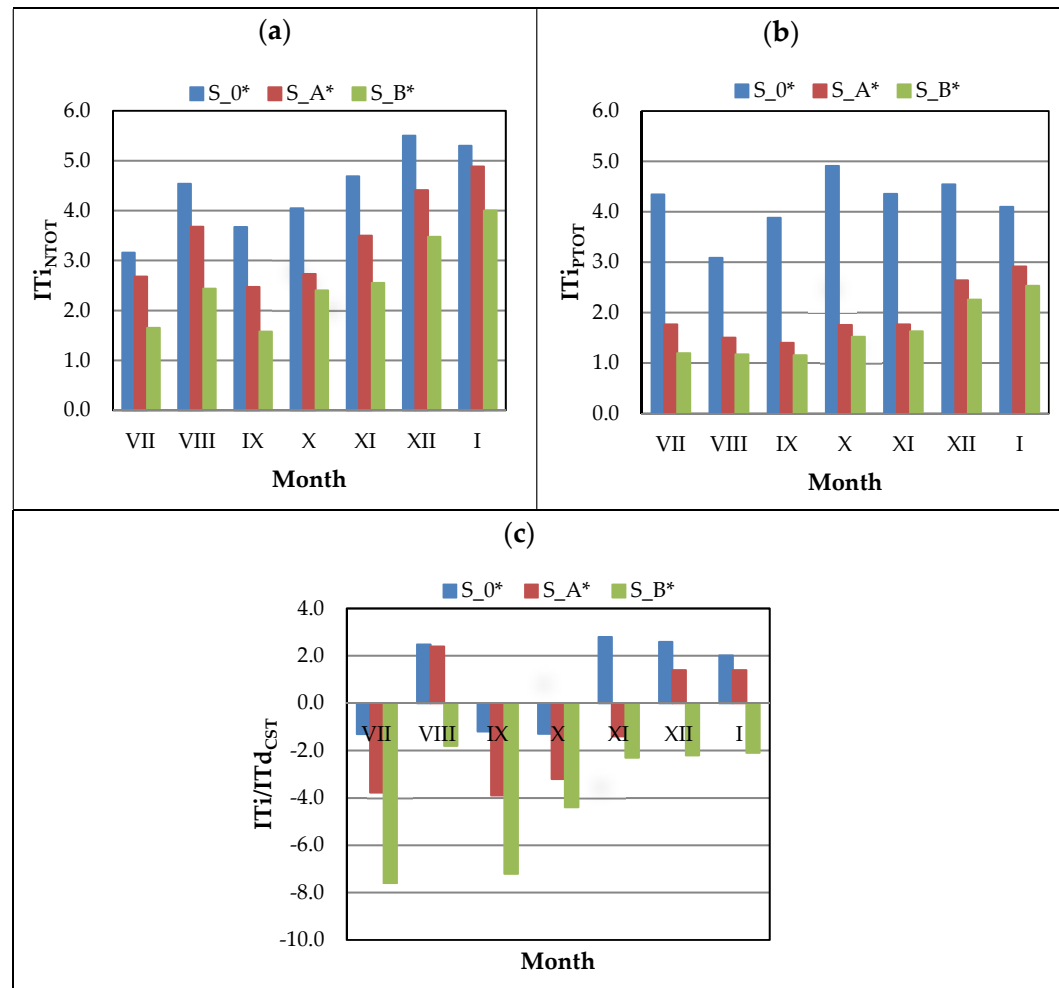 (a)
S_0* S_A* S_B*
6.0
5.0
4.0
3.0
2.0
1.0
0.0
ITiNTOT
VII VIII IX X XI XII I
Month
(b)
S_0* S_A* S_B*
6.0
5.0
4.0
3.0
2.0
1.0
0.0
ITiPTOT
VII VIII IX X XI XII I
Month
(c)
S_0* S_A* S_B*
4.0
2.0
0.0
-2.0
-4.0
-6.0
-8.0
-10.0
ITi/ITdCST
VII VIII IX X XI XII I
Month